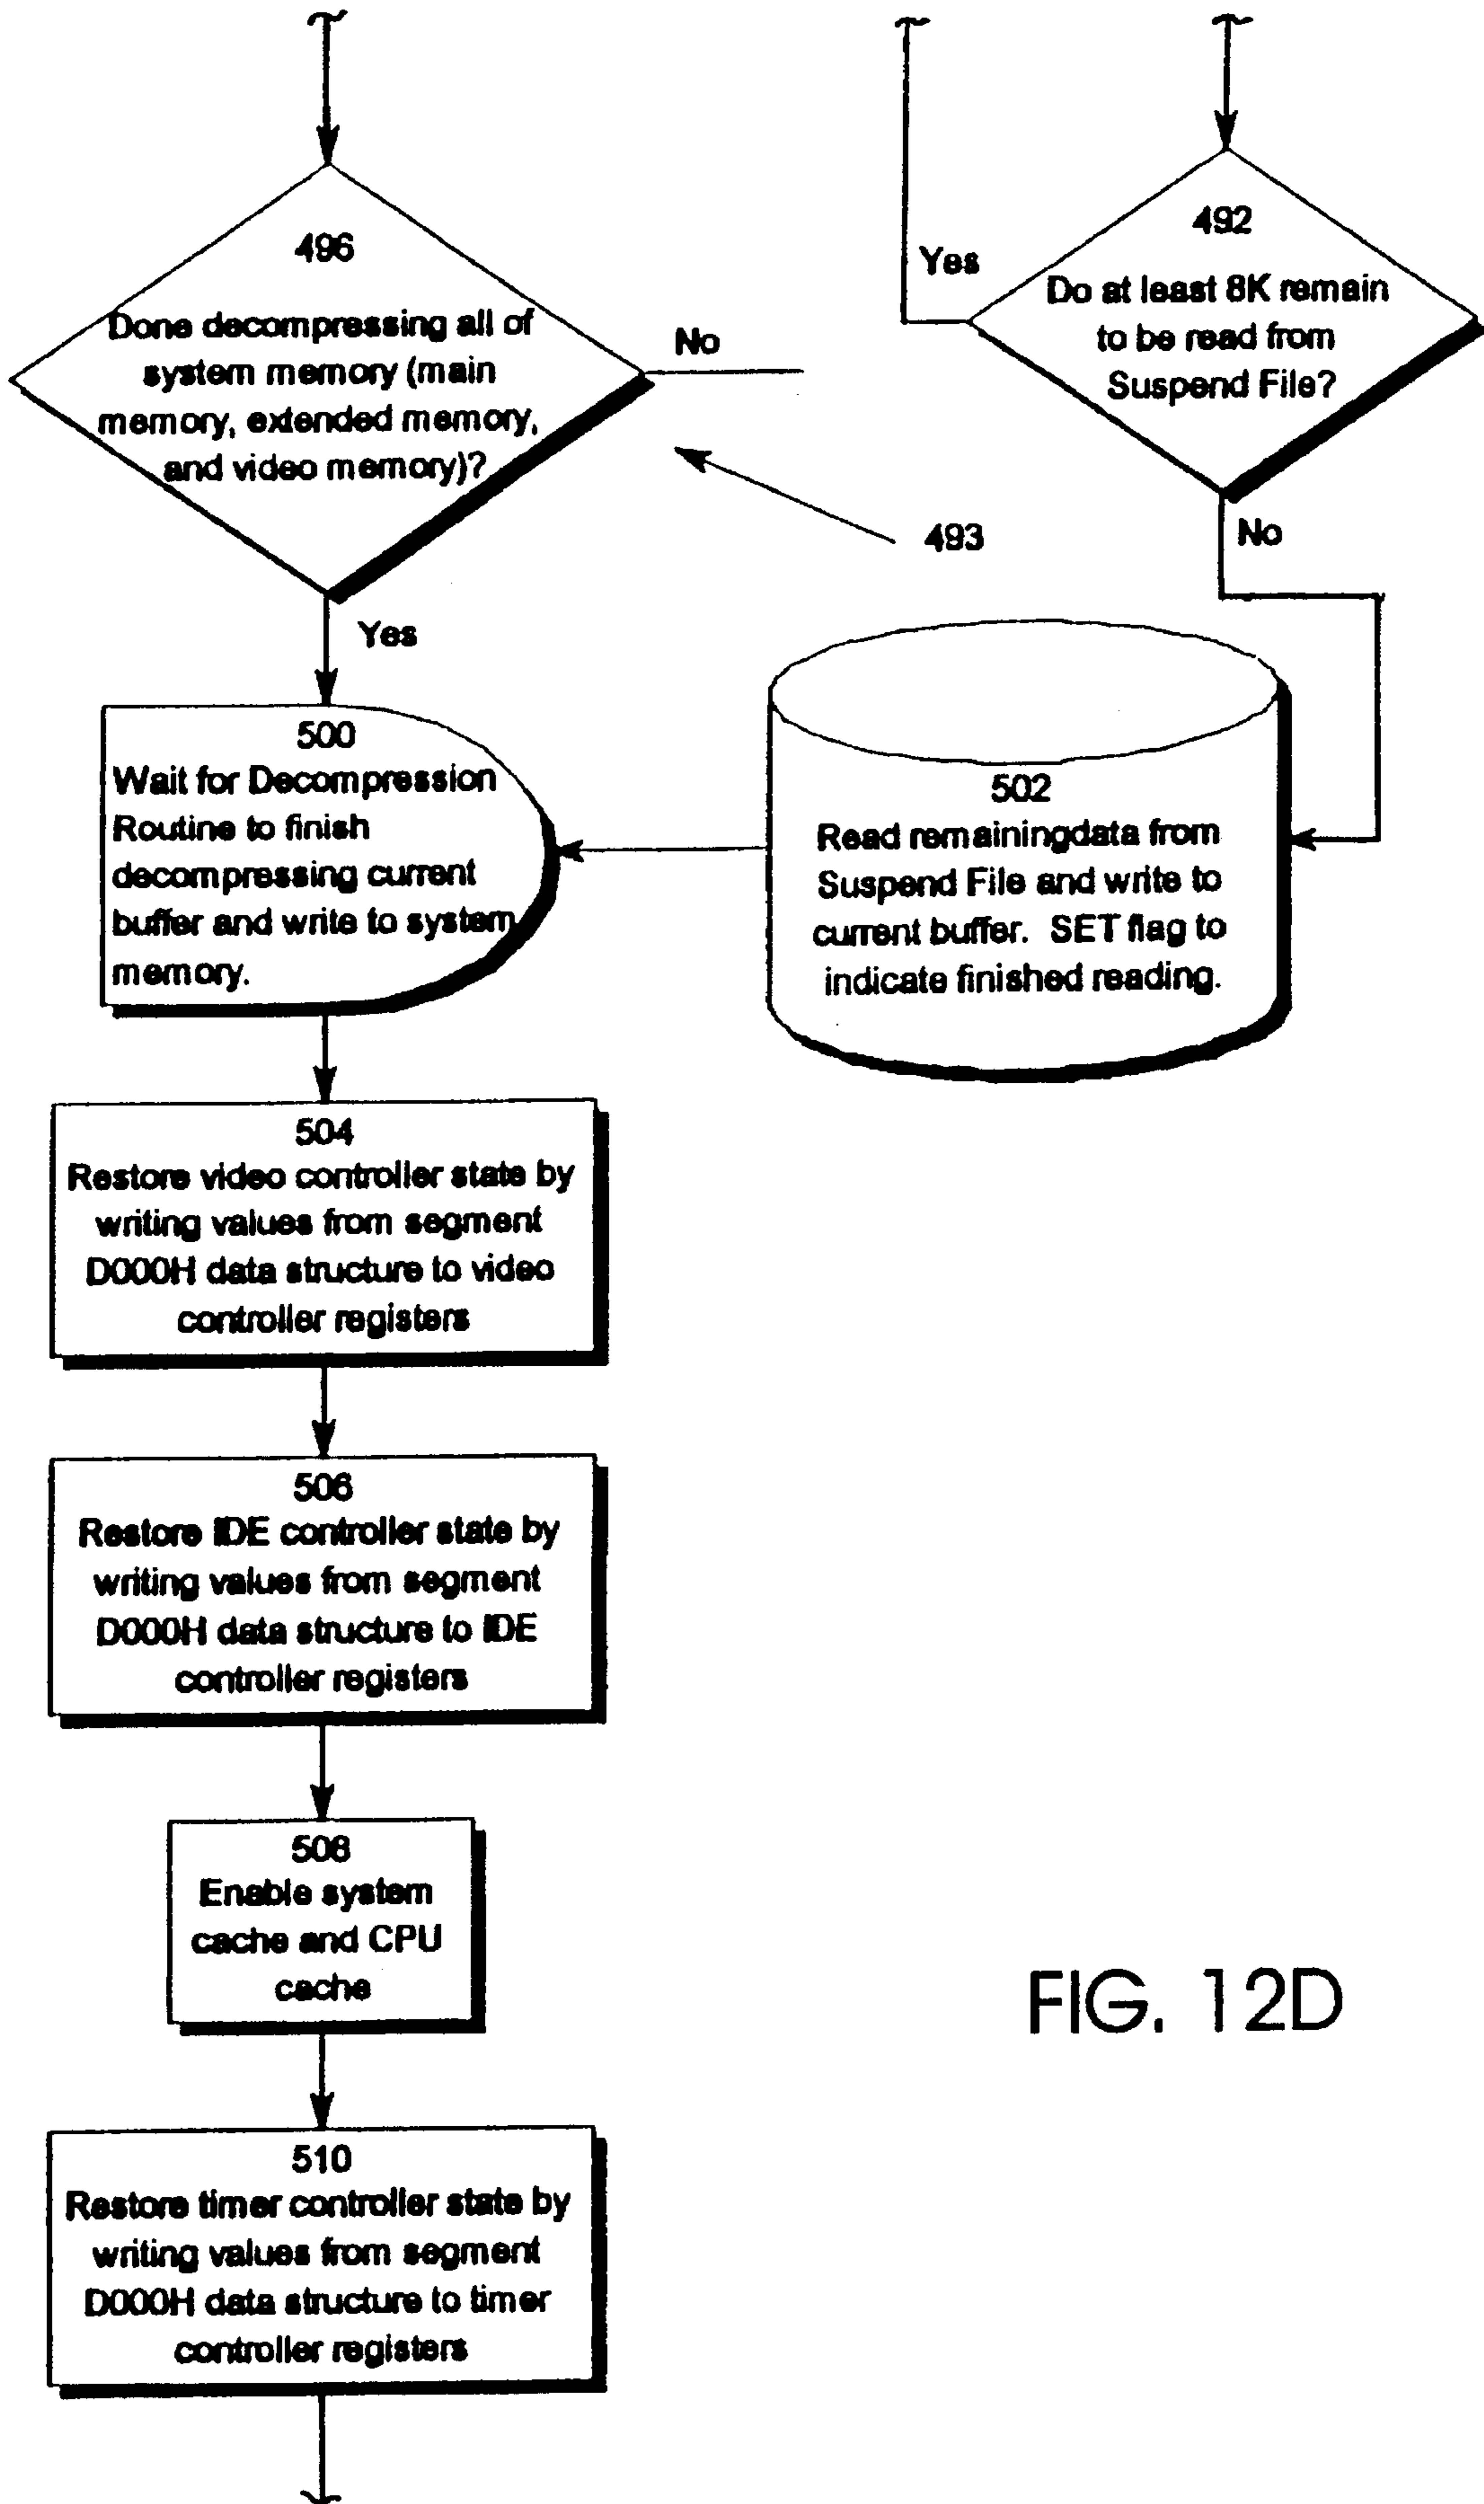 496
Done decompressing all of
system memory (main
memory, extended memory,
and video memory)?
No
Yes
492
Do at least 8K remain
to be read from
Suspend File?
Yes
No
493
500
Wait for Decompression
Routine to finish
decompressing current
buffer and write to system
memory.
502
Read remainingdata from
Suspend File and write to
current buffer. SET flag to
indicate finished reading.
504
Restore video controller state by
writing values from segment
D000H data structure to video
controller registers
506
Restore IDE controller state by
writing values from segment
D000H data structure to IDE
controller registers
508
Enable system
cache and CPU
cache
510
Restore timer controller state by
writing values from segment
D000H data structure to timer
controller registers
FIG. 12D